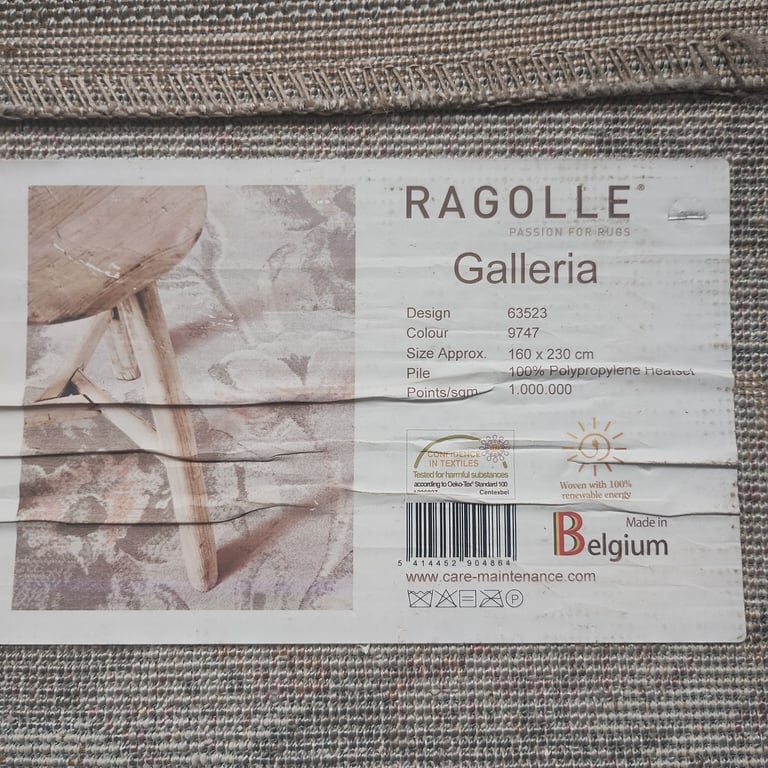 RAGOLLE®
PASSION FOR RUGS
Galleria
Design 63523
Colour 9747
Size Approx. 160 x 230 cm
Pile 100% Polypropylene Heatset
Points/sqm 1.000.000
CONFIDENCE
IN TEXTILES
Tested for harmful substances
according to Oeko-Tex® Standard 100
Centexbel
Woven with 100%
renewable energy
5 414452 904864
Made in
Belgium
www.care-maintenance.com
P